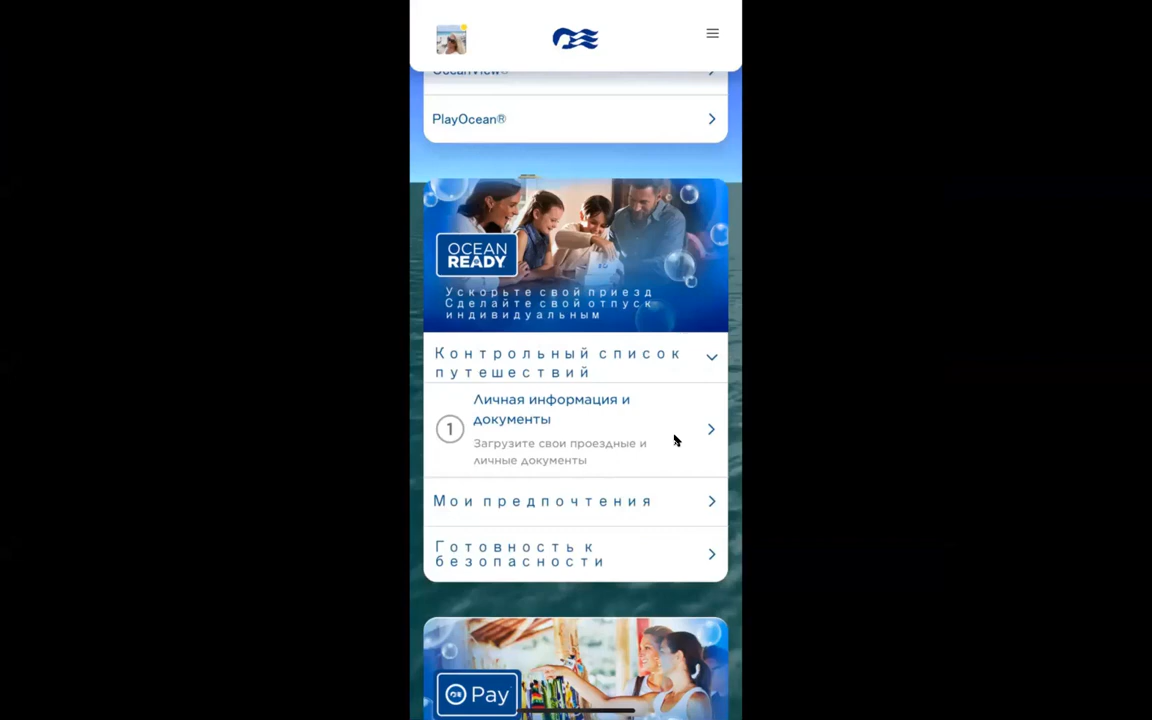 OceanView®
PlayOcean®
OCEAN
READY
Ускорьте свой приезд
Сделайте свой отпуск
индивидуальным
Контрольный список
путешествий
1
Личная информация и
документы
Загрузите свои проездные и
личные документы
Мои предпочтения
Готовность к
безопасности
Pay